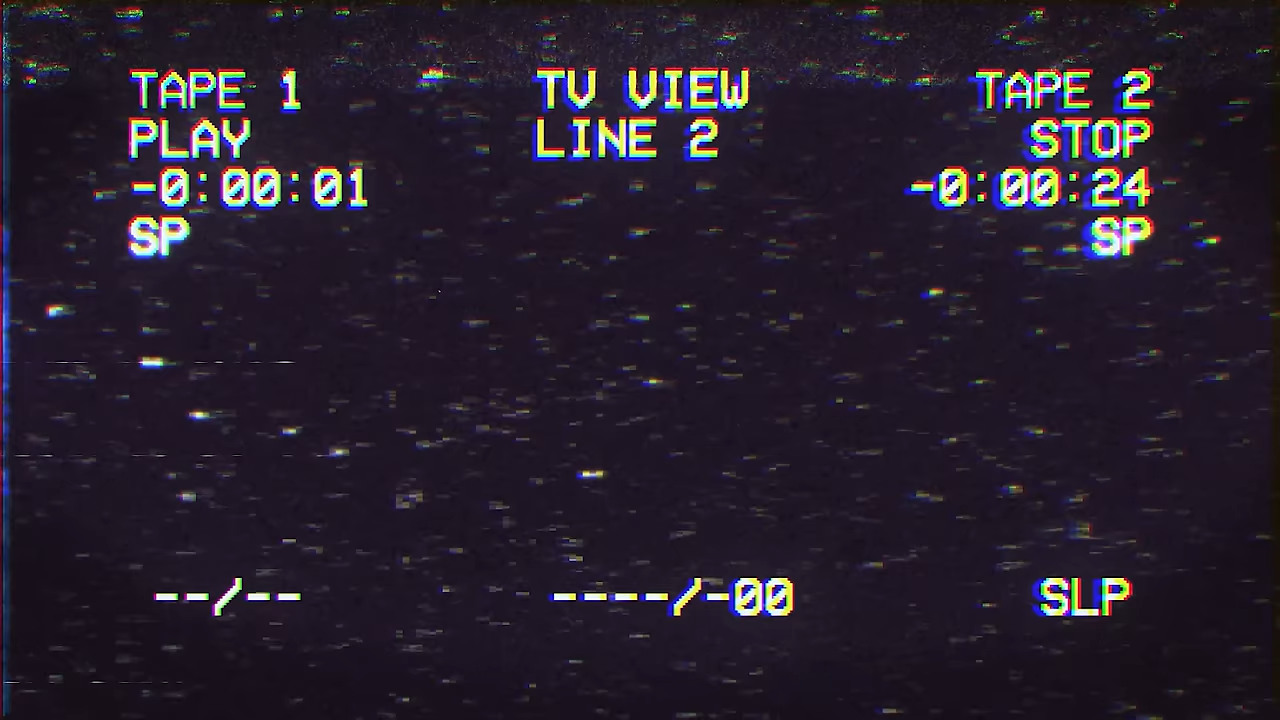 TAPE 1 TV VIEW TAPE 2
PLAY LINE 2 STOP
-0:00:01 -0:00:24
SP SP
--/-- ----/-00 SLP